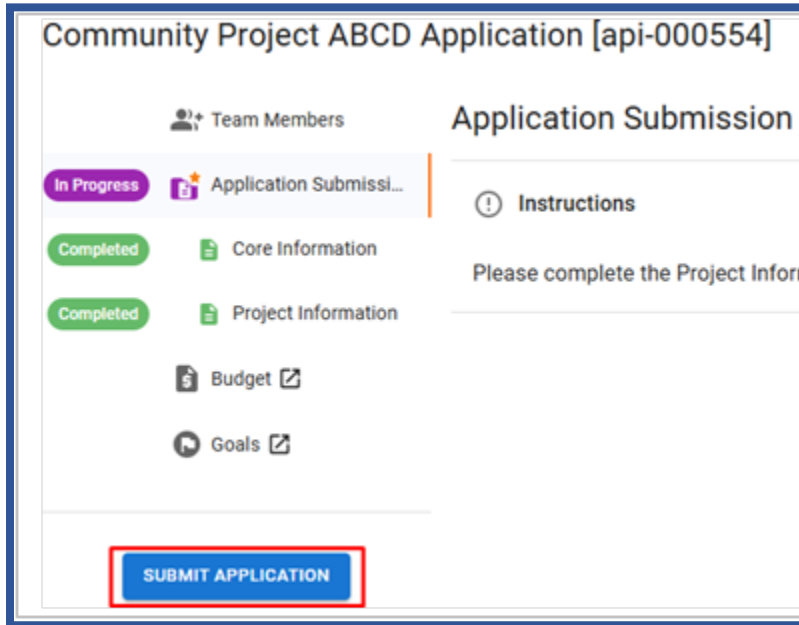 Community Project ABCD Application [api-000554]
Team Members
Application Submission
In Progress
Application Submissi...
Instructions
Completed
Core Information
Please complete the Project Infor
Completed
Project Information
Budget
Goals
SUBMIT APPLICATION